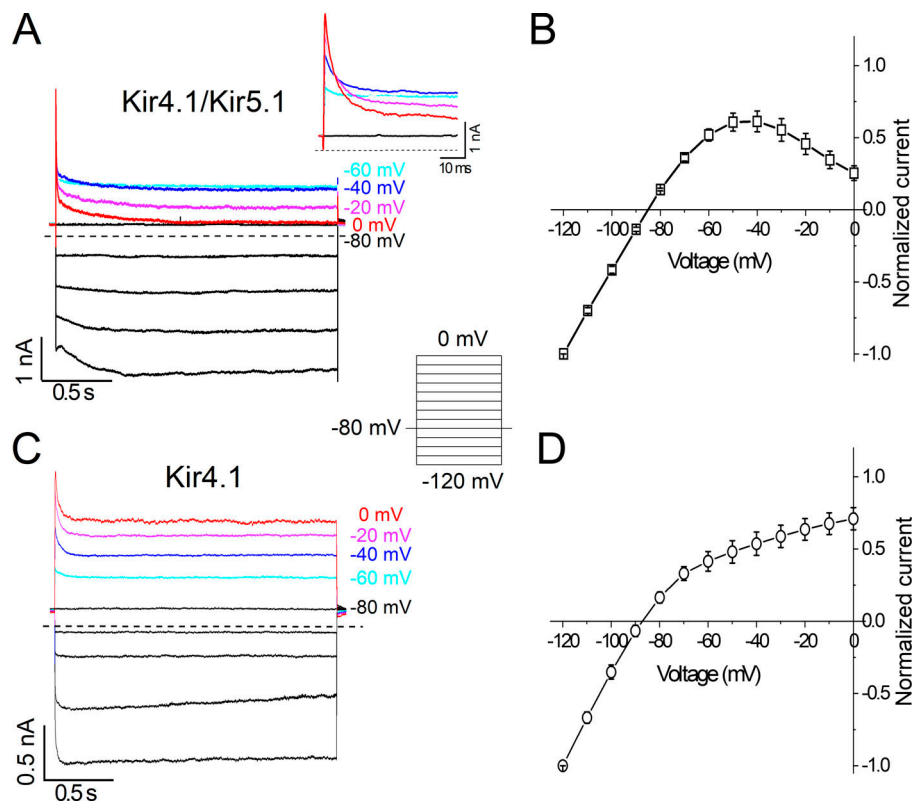 A
Kir4.1/Kir5.1
1 nA
10 ms
-60 mV
-40 mV
-20 mV
0 mV
-80 mV
1 nA
0.5 s
B
1.0
0.5
0.0
-120 -100 -80 -60 -40 -20 0
Voltage (mV)
-0.5
-1.0
Normalized current
0 mV
-80 mV
-120 mV
C
Kir4.1
0 mV
-20 mV
-40 mV
-60 mV
-80 mV
0.5 nA
0.5 s
D
1.0
0.5
0.0
-120 -100 -80 -60 -40 -20 0
Voltage (mV)
-0.5
-1.0
Normalized current